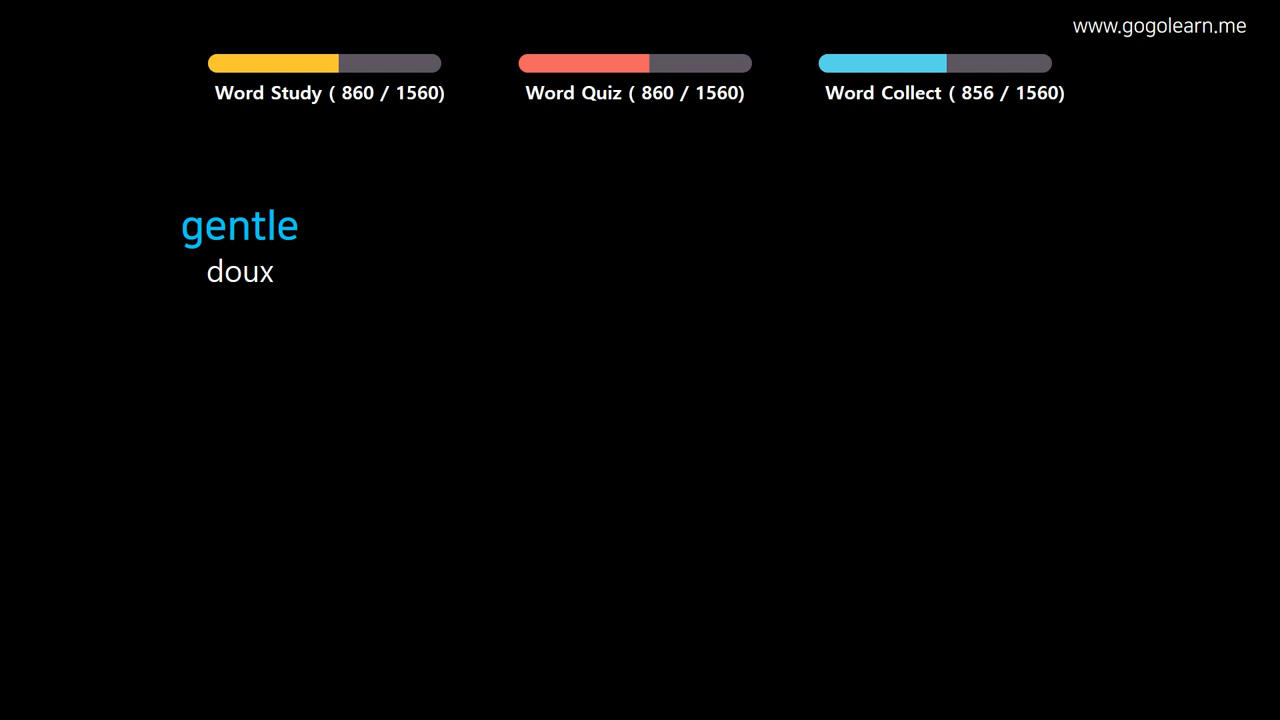 www.gogolearn.me
Word Study ( 860 / 1560)
Word Quiz ( 860 / 1560)
Word Collect ( 856 / 1560)
gentle
doux